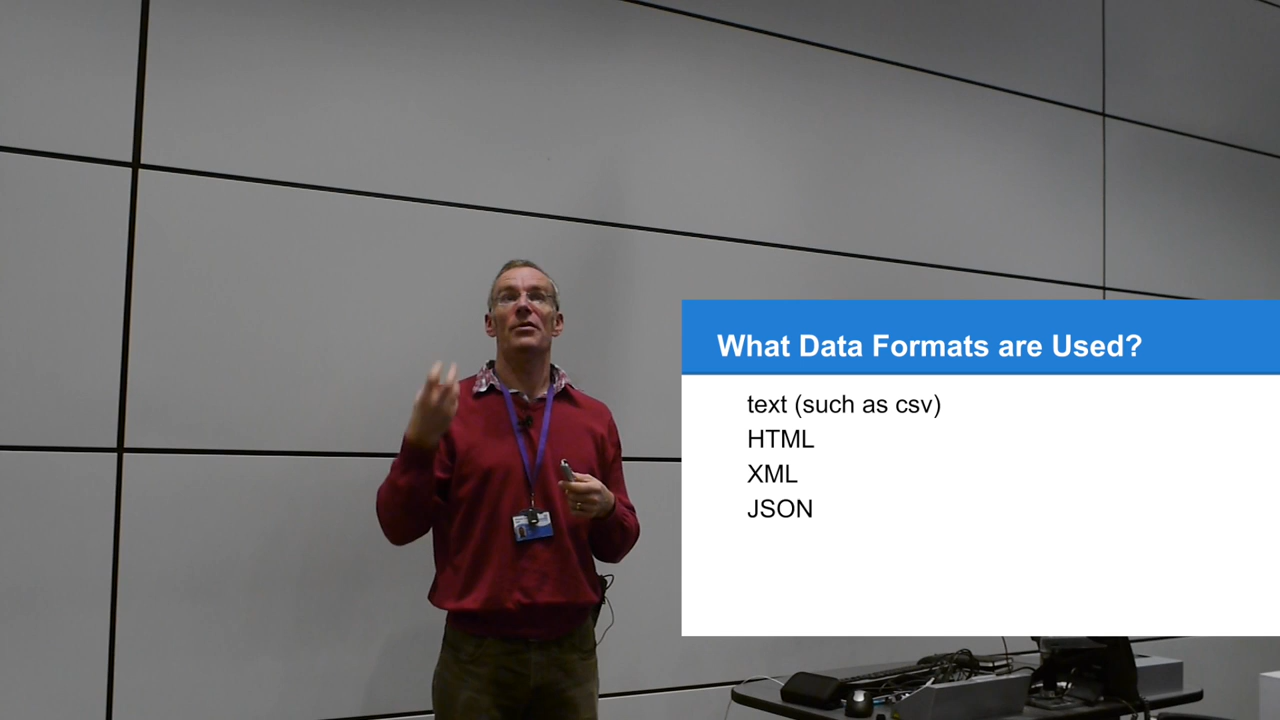 What Data Formats are Used?
text (such as csv)
HTML
XML
JSON